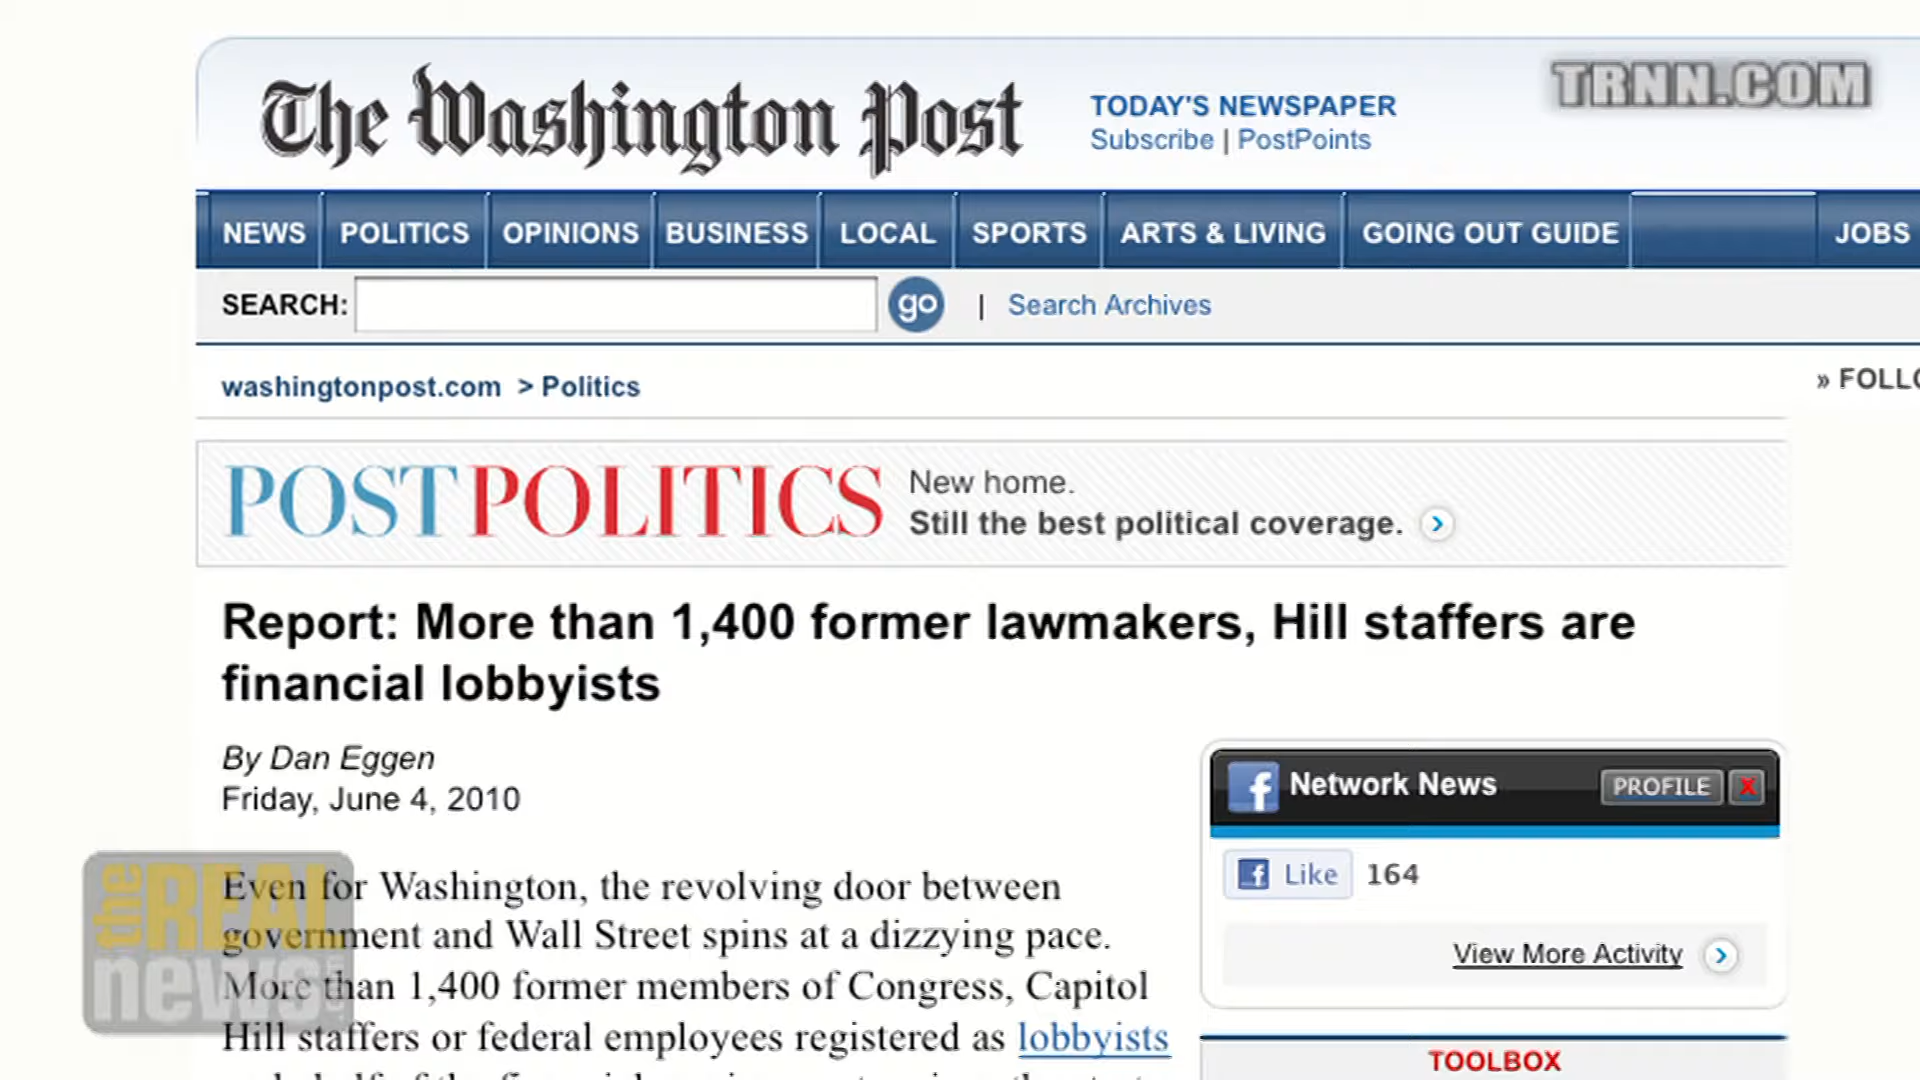 The Washington Post
TODAY'S NEWSPAPER
Subscribe | PostPoints
TRNN.COM
NEWS POLITICS OPINIONS BUSINESS LOCAL SPORTS ARTS & LIVING GOING OUT GUIDE JOBS
SEARCH: go | Search Archives
washingtonpost.com > Politics
» FOLLO
POSTPOLITICS
New home.
Still the best political coverage.
Report: More than 1,400 former lawmakers, Hill staffers are
financial lobbyists
By Dan Eggen
Friday, June 4, 2010
Even for Washington, the revolving door between
government and Wall Street spins at a dizzying pace.
More than 1,400 former members of Congress, Capitol
Hill staffers or federal employees registered as lobbyists
f Network News PROFILE X
f Like 164
View More Activity
TOOLBOX
the REAL
news